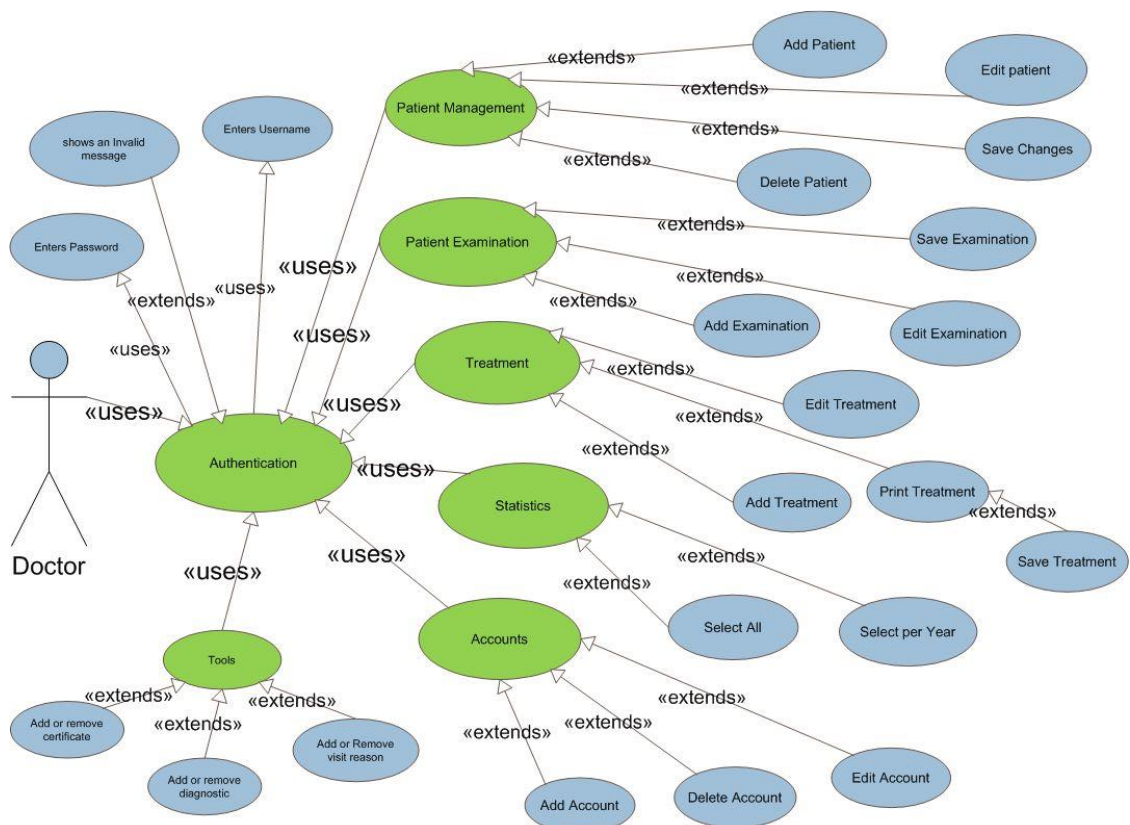 «extends»
Add Patient
Edit patient
«extends»
Patient Management
Enters Username
shows an Invalid
message
«extends»
Save Changes
«extends»
Delete Patient
«extends»
Save Examination
Patient Examination
Enters Password
«uses»
«extends»
«uses»
«extends»
«extends»
Add Examination
Edit Examination
«uses»
«uses»
Treatment
«extends»
«uses»
«uses»
Edit Treatment
«extends»
«extends»
Authentication
«uses»
Print Treatment
Add Treatment
Statistics
«extends»
«extends»
«uses»
Save Treatment
Doctor
«uses»
«extends»
Select All
Select per Year
Accounts
Tools
«extends»
«extends»
«extends»
«extends»
«extends»
«extends»
Add or remove
certificate
Add or Remove
visit reason
«extends»
Add or remove
diagnostic
Edit Account
Delete Account
Add Account